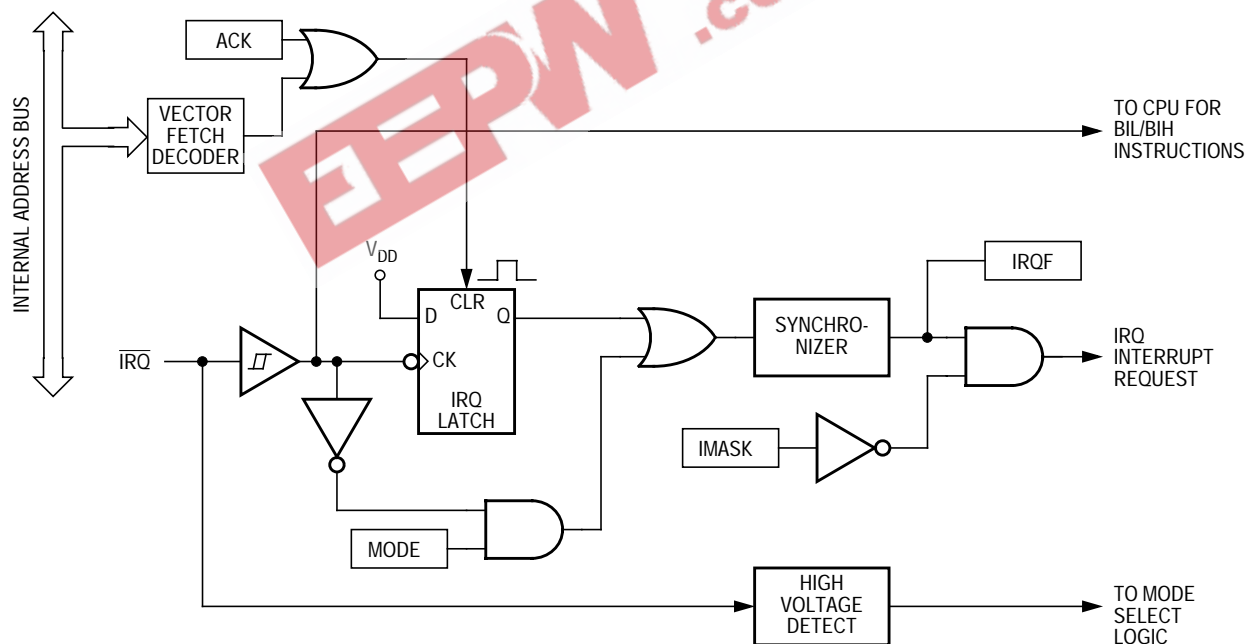 ACK
VECTOR
FETCH
DECODER
INTERNAL ADDRESS BUS
TO CPU FOR
BIL/BIH
INSTRUCTIONS
VDD
CLR
D
Q
CK
IRQ
LATCH
IRQ
SYNCHRO-
NIZER
IRQF
IRQ
INTERRUPT
REQUEST
IMASK
MODE
HIGH
VOLTAGE
DETECT
TO MODE
SELECT
LOGIC
EEPW